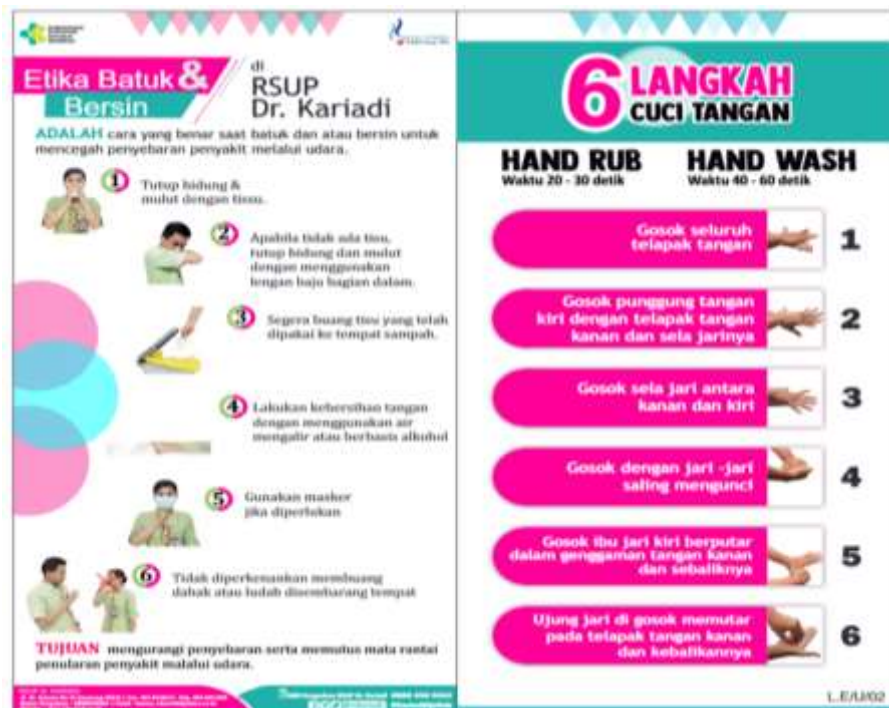 Etika Batuk &
Bersin
di
RSUP
Dr. Kariadi
ADALAH cara yang benar saat batuk dan atau bersin untuk
mencegah penyebaran penyakit melalui udara.
1
Tutup hidung &
mulut dengan tissu.
2
Apabila tidak ada tisu,
tutup hidung dan mulut
dengan menggunakan
lengan baju bagian dalam.
3
Segera buang tisu yang telah
dipakai ke tempat sampah.
4
Lakukan kebersihan tangan
dengan menggunakan air
mengalir atau berbasis alkohol
5
Gunakan masker
jika diperlukan
6
Tidak diperkenankan membuang
dahak atau ludah disembarang tempat
TUJUAN mengurangi penyebaran serta memutus mata rantai
penularan penyakit malalui udara.
6 LANGKAH
CUCI TANGAN
HAND RUB
Waktu 20 - 30 detik
HAND WASH
Waktu 40 - 60 detik
Gosok seluruh
telapak tangan
1
Gosok punggung tangan
kiri dengan telapak tangan
kanan dan sela jarinya
2
Gosok sela jari antara
kanan dan kiri
3
Gosok dengan jari -jari
saling mengunci
4
Gosok ibu jari kiri berputar
dalam genggaman tangan kanan
dan sebaliknya
5
Ujung jari di gosok memutar
pada telapak tangan kanan
dan kebalikannya
6
L.E/U/02